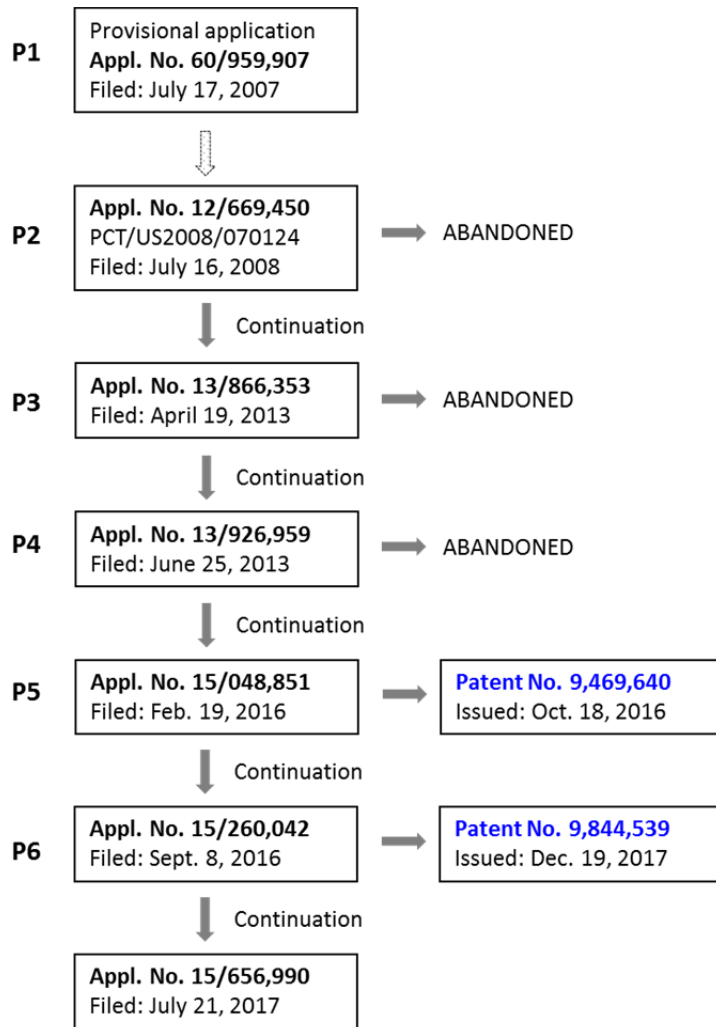 P1
Provisional application
Appl. No. 60/959,907
Filed: July 17, 2007
P2
Appl. No. 12/669,450
PCT/US2008/070124
Filed: July 16, 2008
ABANDONED
Continuation
P3
Appl. No. 13/866,353
Filed: April 19, 2013
ABANDONED
Continuation
P4
Appl. No. 13/926,959
Filed: June 25, 2013
ABANDONED
Continuation
P5
Appl. No. 15/048,851
Filed: Feb. 19, 2016
Patent No. 9,469,640
Issued: Oct. 18, 2016
Continuation
P6
Appl. No. 15/260,042
Filed: Sept. 8, 2016
Patent No. 9,844,539
Issued: Dec. 19, 2017
Continuation
Appl. No. 15/656,990
Filed: July 21, 2017